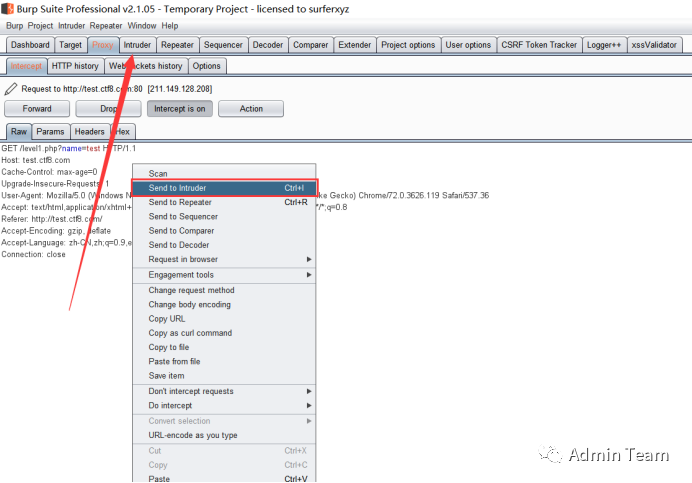 Burp Suite Professional v2.1.05 - Temporary Project - licensed to surferxyz
Burp Project Intruder Repeater Window Help
Dashboard Target Proxy Intruder Repeater Sequencer Decoder Comparer Extender Project options User options CSRF Token Tracker Logger++ xssValidator
Intercept HTTP history WebSockets history Options
Request to http://test.ctf8.com:80 [211.149.128.208]
Forward Drop Intercept is on Action
Raw Params Headers Hex
GET /level1.php?name=test HTTP/1.1
Host: test.ctf8.com
Cache-Control: max-age=0
Upgrade-Insecure-Requests: 1
User-Agent: Mozilla/5.0 (Windows N ke Gecko) Chrome/72.0.3626.119 Safari/537.36
Accept: text/html,application/xhtml+ */*;q=0.8
Referer: http://test.ctf8.com/
Accept-Encoding: gzip, deflate
Accept-Language: zh-CN,zh;q=0.9,e
Connection: close
Scan
Send to Intruder Ctrl+I
Send to Repeater Ctrl+R
Send to Sequencer
Send to Comparer
Send to Decoder
Request in browser
Engagement tools
Change request method
Change body encoding
Copy URL
Copy as curl command
Copy to file
Paste from file
Save item
Don't intercept requests
Do intercept
Convert selection
URL-encode as you type
Cut Ctrl+X
Copy Ctrl+C
Paste Ctrl+V
Admin Team